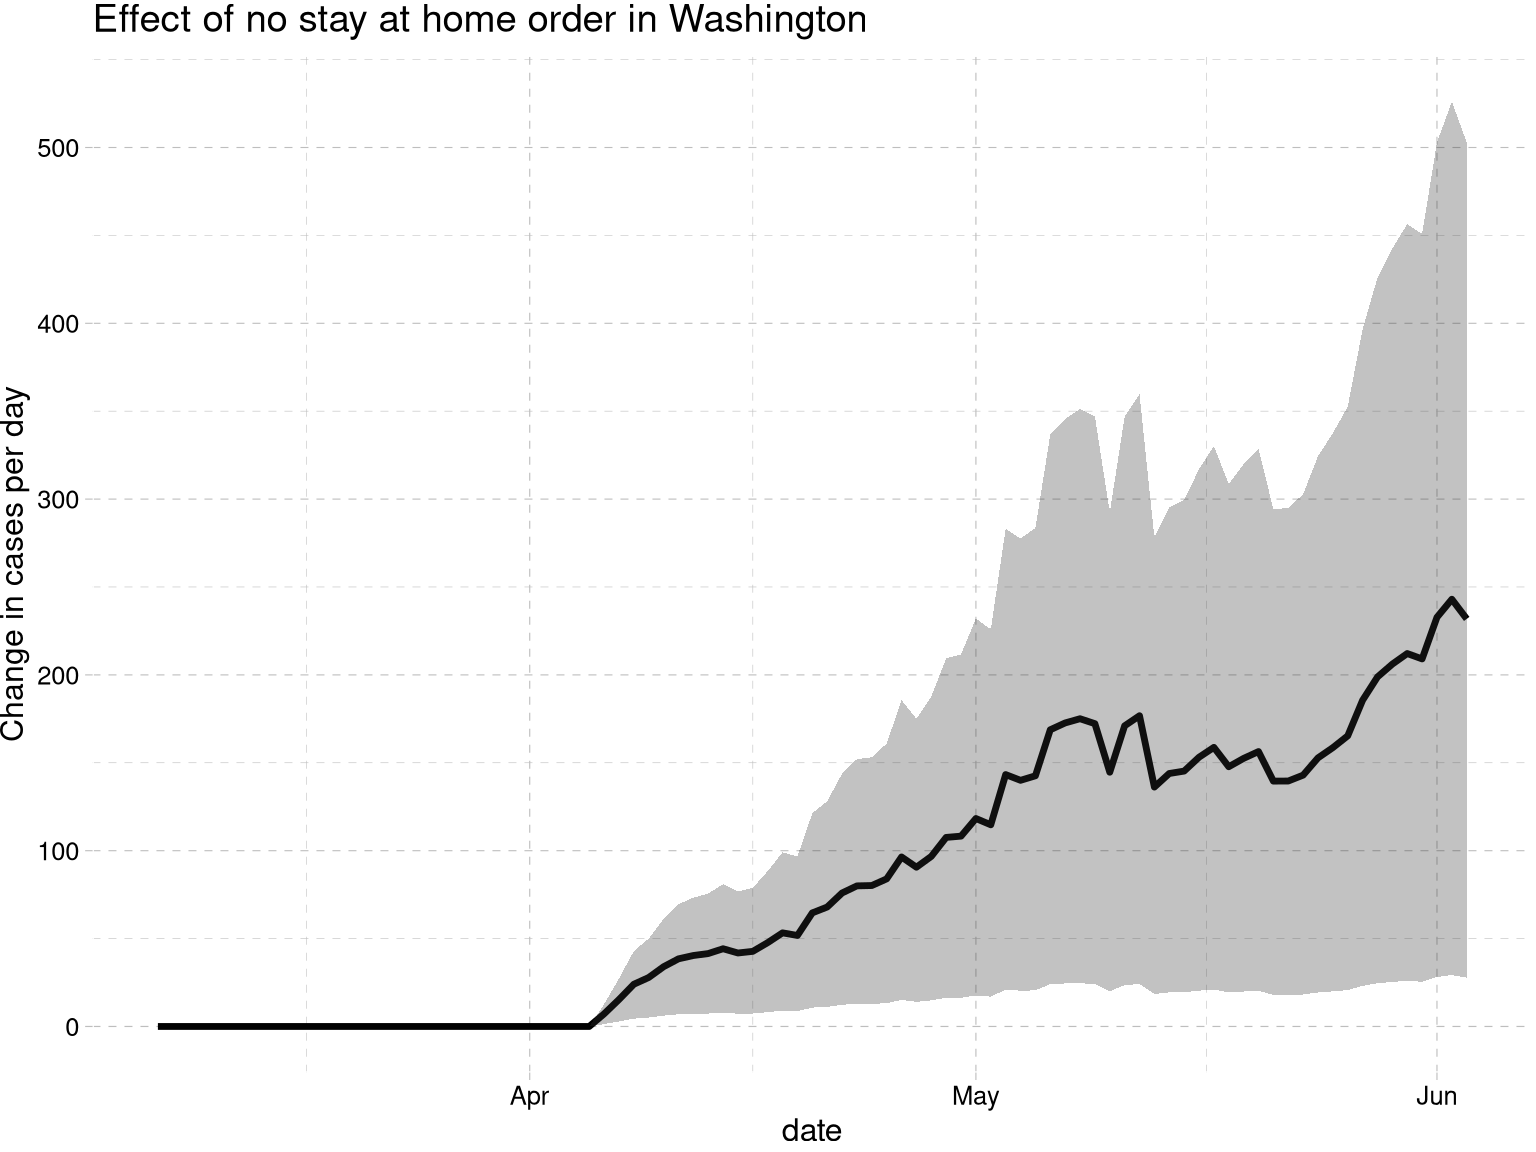 Effect of no stay at home order in Washington
Change in cases per day
500
400
300
200
100
0
Apr
May
Jun
date